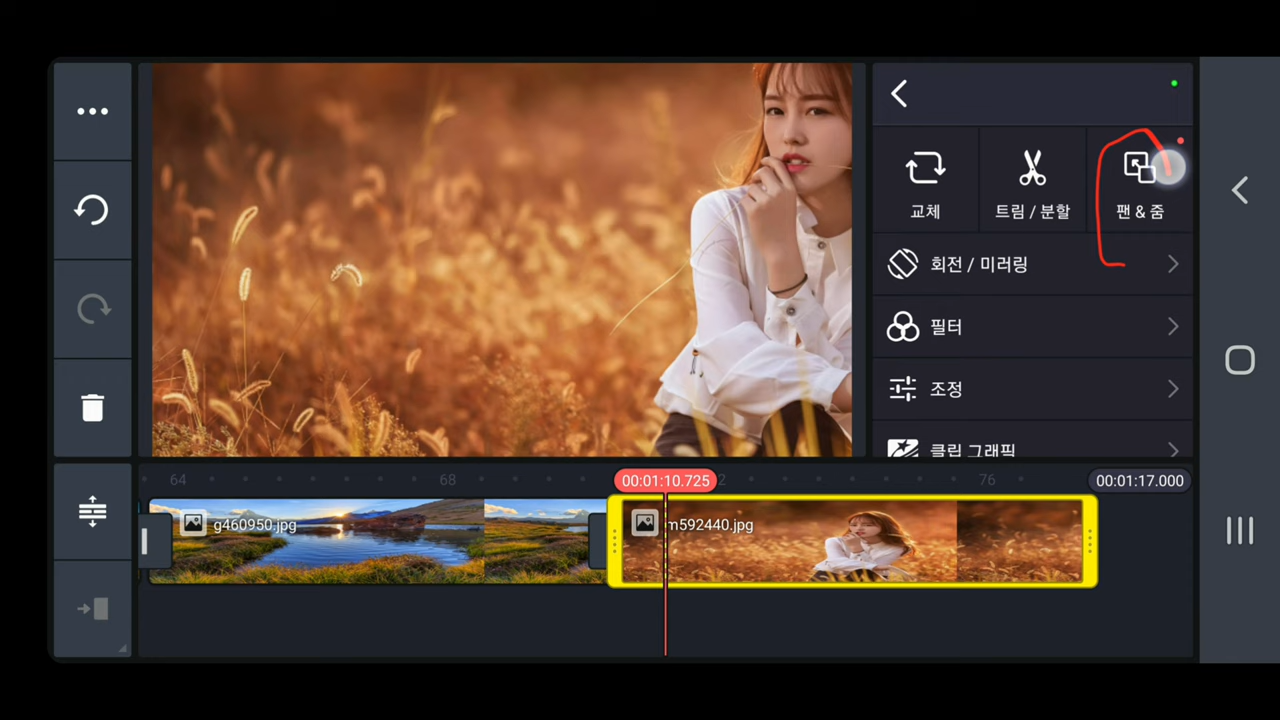 교체
트림 / 분할
팬 & 줌
회전 / 미러링
필터
조정
클립 그래픽
64
68
00:01:10.725
2
76
00:01:17.000
g460950.jpg
m592440.jpg